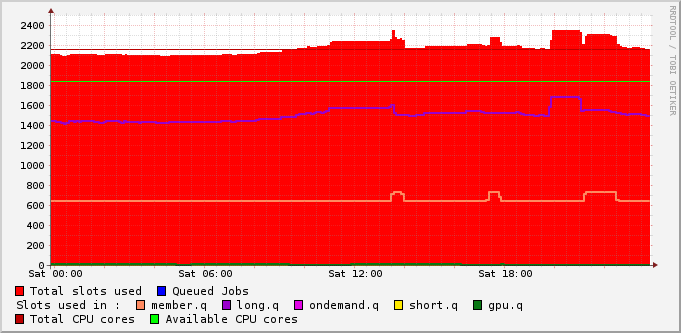 RRDTOOL / TOBI OETIKER
2400
2200
2000
1800
1600
1400
1200
1000
800
600
400
200
0
Sat 00:00 Sat 06:00 Sat 12:00 Sat 18:00
Total slots used Queued Jobs
Slots used in : member.q long.q ondemand.q short.q gpu.q
Total CPU cores Available CPU cores